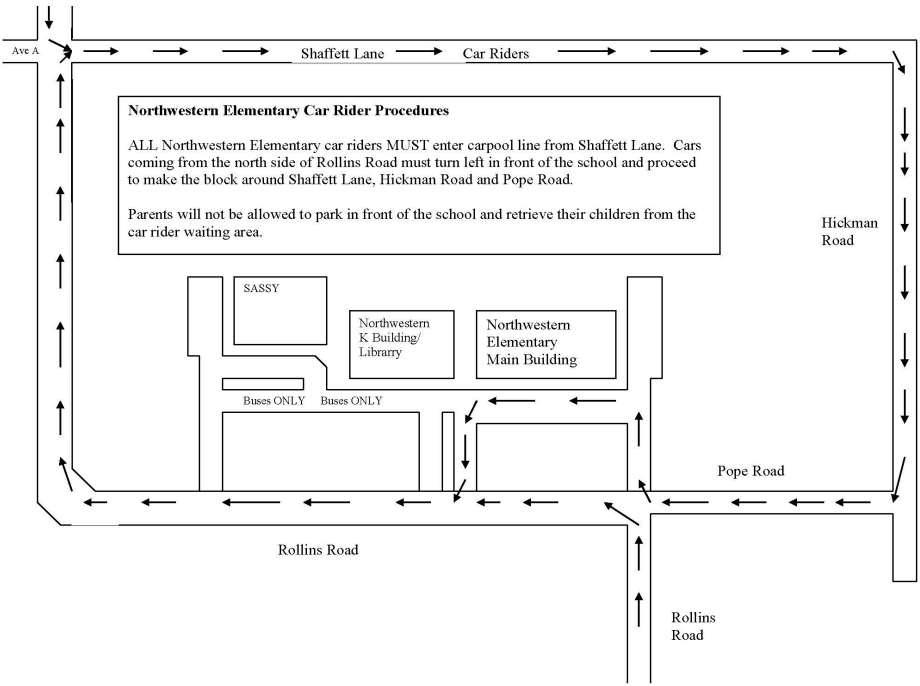 Ave A
Shaffett Lane
Car Riders
Northwestern Elementary Car Rider Procedures
ALL Northwestern Elementary car riders MUST enter carpool line from Shaffett Lane. Cars
coming from the north side of Rollins Road must turn left in front of the school and proceed
to make the block around Shaffett Lane, Hickman Road and Pope Road.
Parents will not be allowed to park in front of the school and retrieve their children from the
car rider waiting area.
Hickman
Road
SASSY
Northwestern
K Building/
Librarry
Northwestern
Elementary
Main Building
Buses ONLY
Buses ONLY
Pope Road
Rollins Road
Rollins
Road